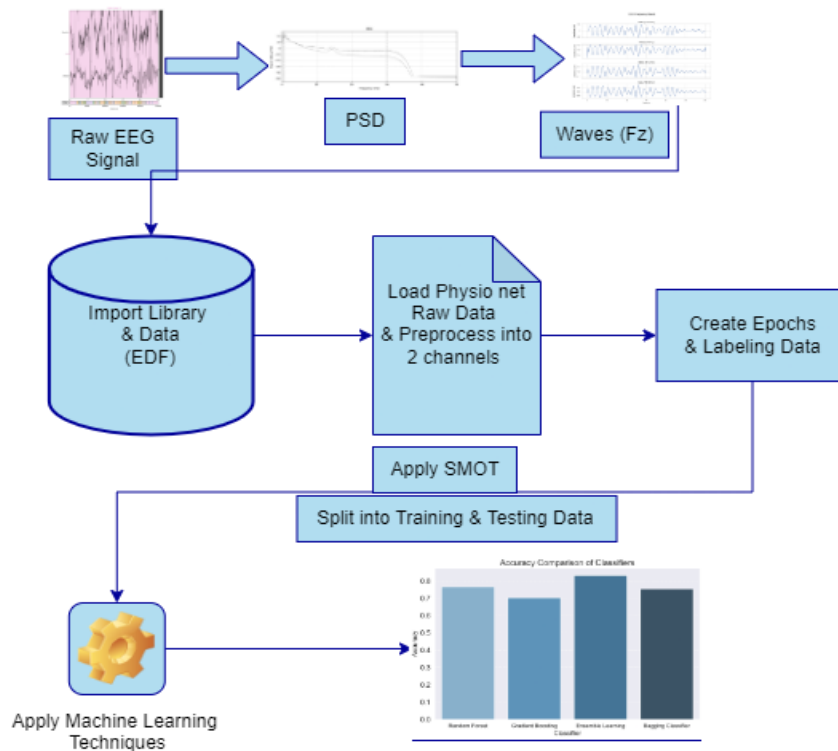 Raw EEG
Signal
PSD
Waves (Fz)
Import Library
& Data
(EDF)
Load Physio net
Raw Data
& Preprocess into
2 channels
Create Epochs
& Labeling Data
Apply SMOT
Split into Training & Testing Data
Apply Machine Learning
Techniques
Accuracy Comparison of Classifiers
Accuracy
0.8
0.7
0.6
0.5
0.4
0.3
0.2
0.1
0.0
Random Forest
Gradient Boosting
Ensemble Learning
Bagging Classifier
Classifier